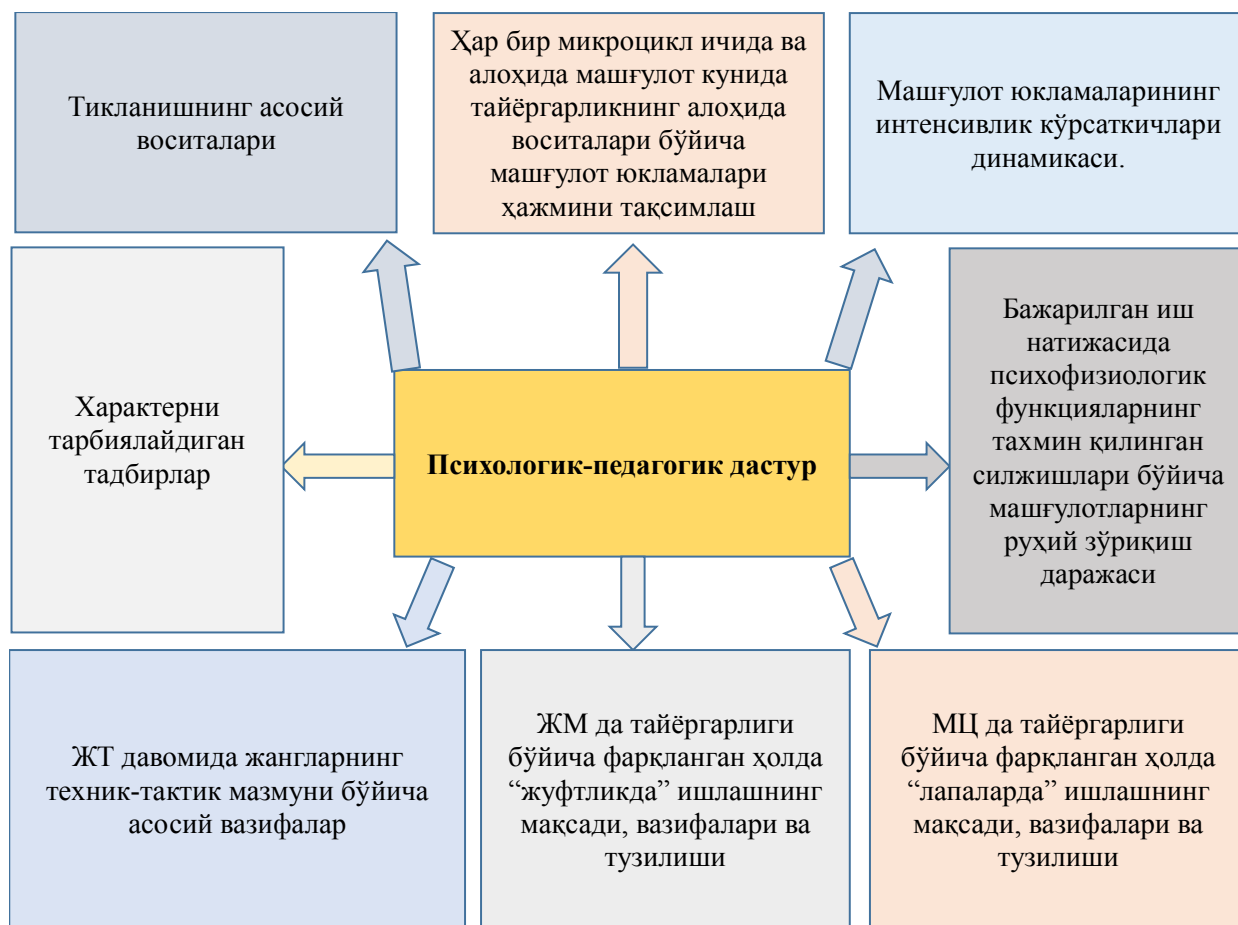 Тикланишнинг асосий
воситалари
Ҳар бир микроцикл ичида ва
алоҳида машғулот кунида
тайёргарликнинг алоҳида
воситалари бўйича
машғулот юкламалари
ҳажмини тақсимлаш
Машғулот юкламаларининг
интенсивлик кўрсаткичлари
динамикаси.
Характерни
тарбиялайдиган
тадбирлар
Психологик-педагогик дастур
Бажарилган иш
натижасида
психофизиологик
функцияларнинг
тахмин қилинган
силжишлари бўйича
машғулотларнинг
руҳий зўриқиш
даражаси
ЖТ давомида жангларнинг
техник-тактик мазмуни бўйича
асосий вазифалар
ЖМ да тайёргарлиги
бўйича фарқланган ҳолда
“жуфтликда” ишлашнинг
мақсади, вазифалари ва
тузилиши
МЦ да тайёргарлиги
бўйича фарқланган ҳолда
“лапаларда” ишлашнинг
мақсади, вазифалари ва
тузилиши